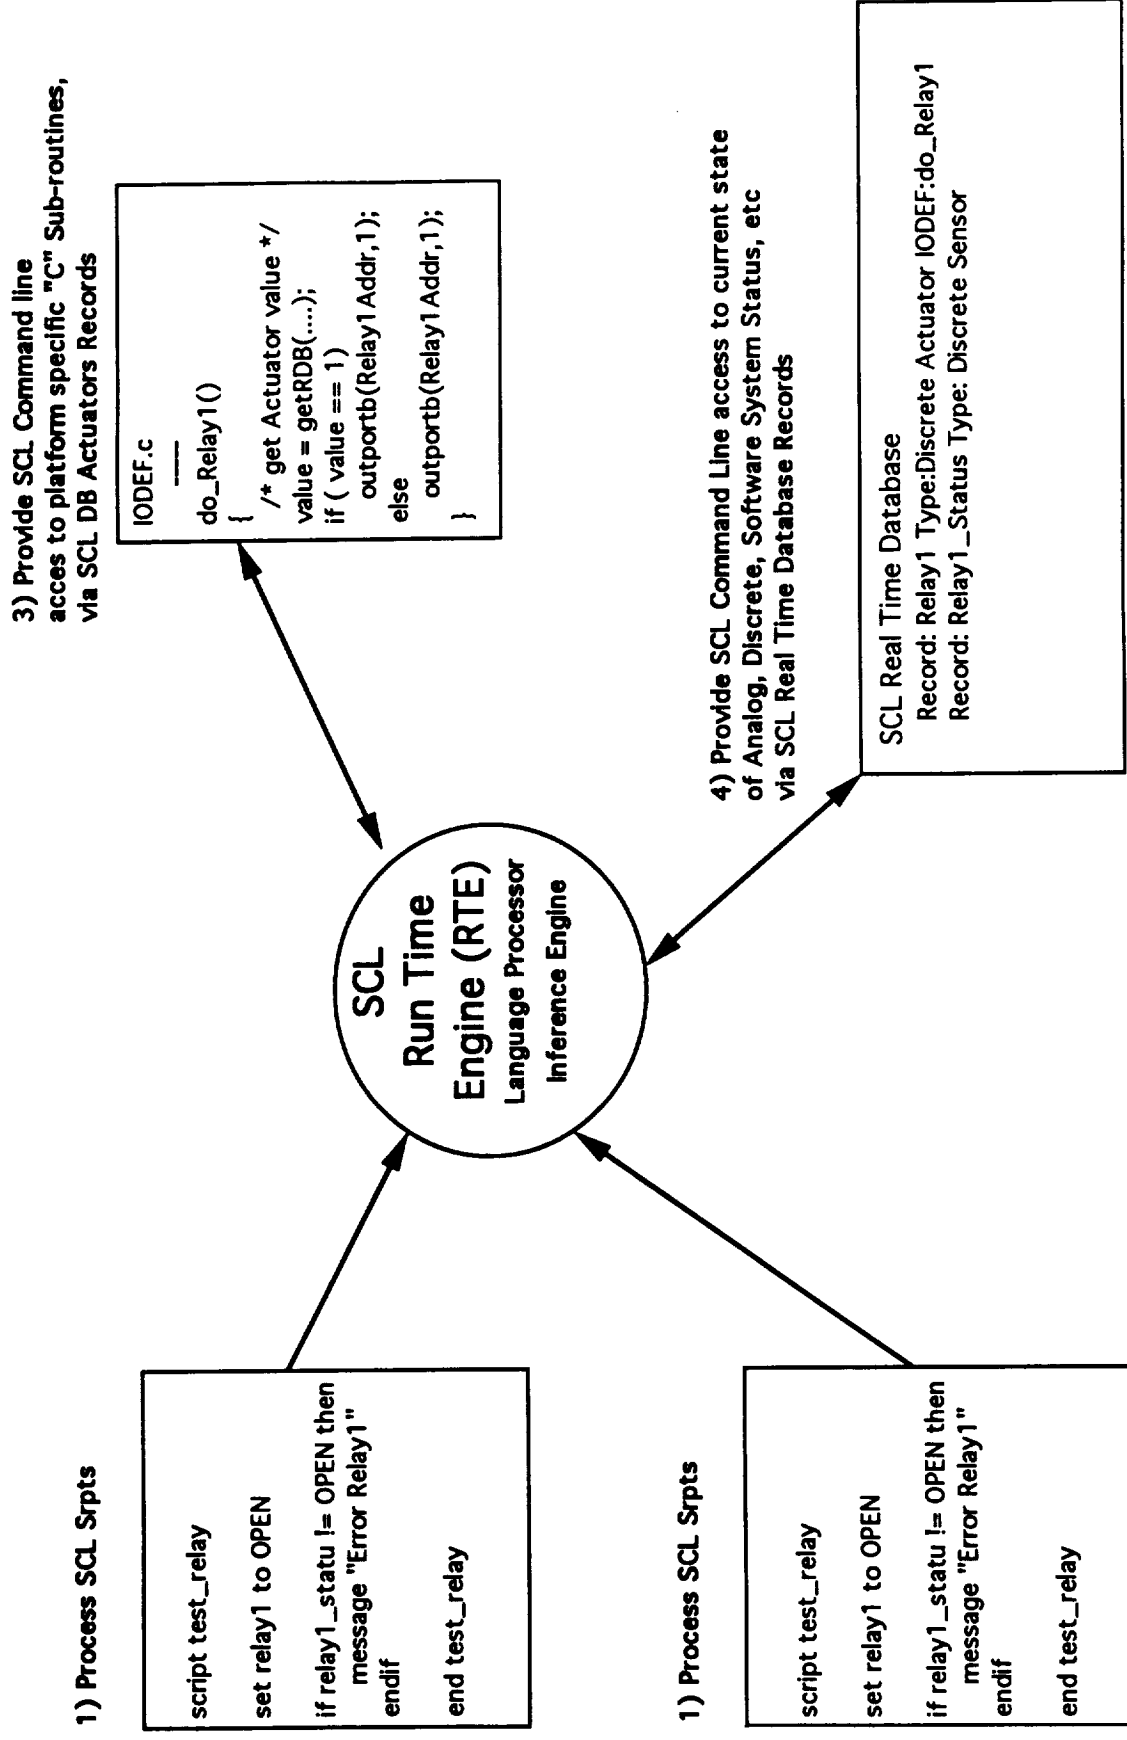 1) Process SCL Srpts
script test_relay
set relay1 to OPEN
if relay1_statu != OPEN then
message "Error Relay1"
endif
end test_relay
1) Process SCL Srpts
script test_relay
set relay1 to OPEN
if relay1_statu != OPEN then
message "Error Relay1"
endif
end test_relay
SCL
Run Time
Engine (RTE)
Language Processor
Inference Engine
3) Provide SCL Command line
acces to platform specific "C" Sub-routines,
via SCL DB Actuators Records
IODEF.c
----
do_Relay1()
{
/* get Actuator value */
value = getRDB(....);
if ( value == 1)
outportb(Relay1Addr,1);
else
outportb(Relay1Addr,1);
}
4) Provide SCL Command Line access to current state
of Analog, Discrete, Software System Status, etc
via SCL Real Time Database Records
SCL Real Time Database
Record: Relay1 Type:Discrete Actuator IODEF:do_Relay1
Record: Relay1_Status Type: Discrete Sensor